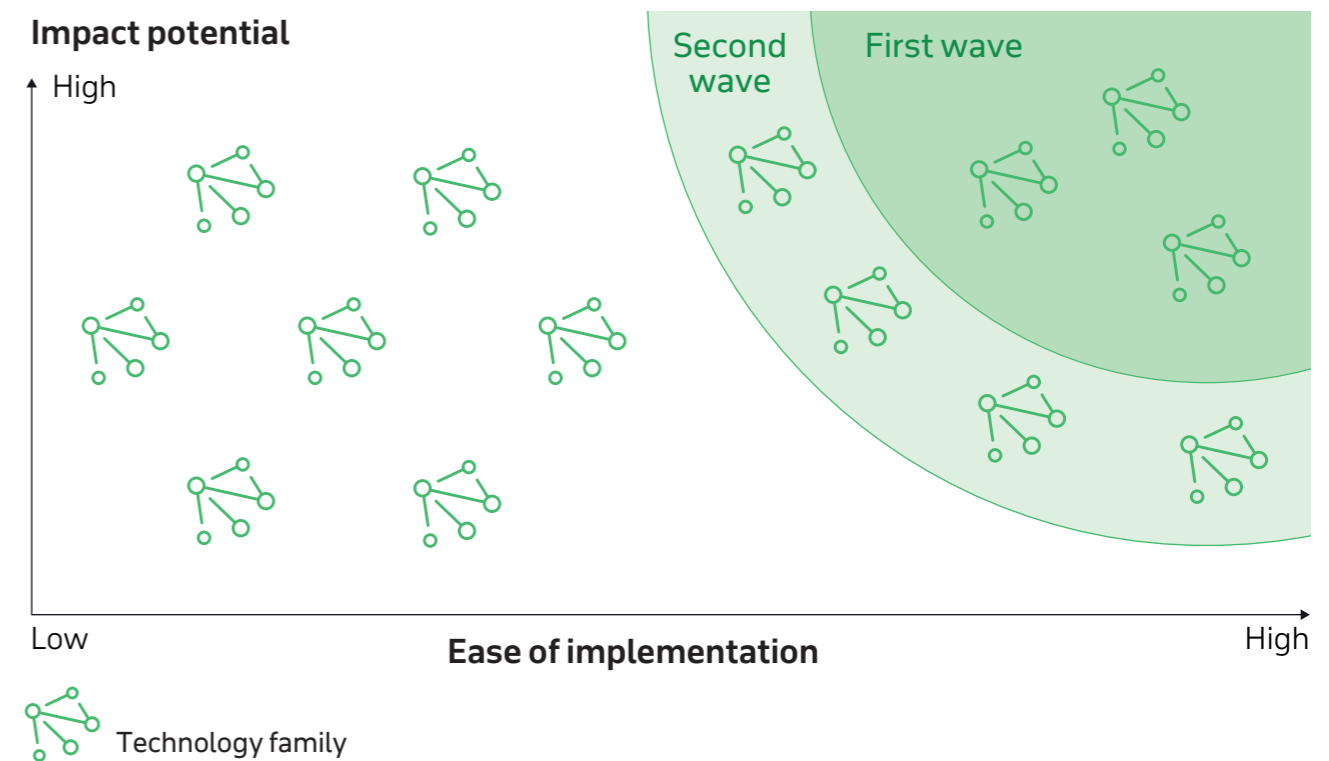 Impact potential
High
Second
wave
First wave
Low
High
Ease of implementation
Technology family